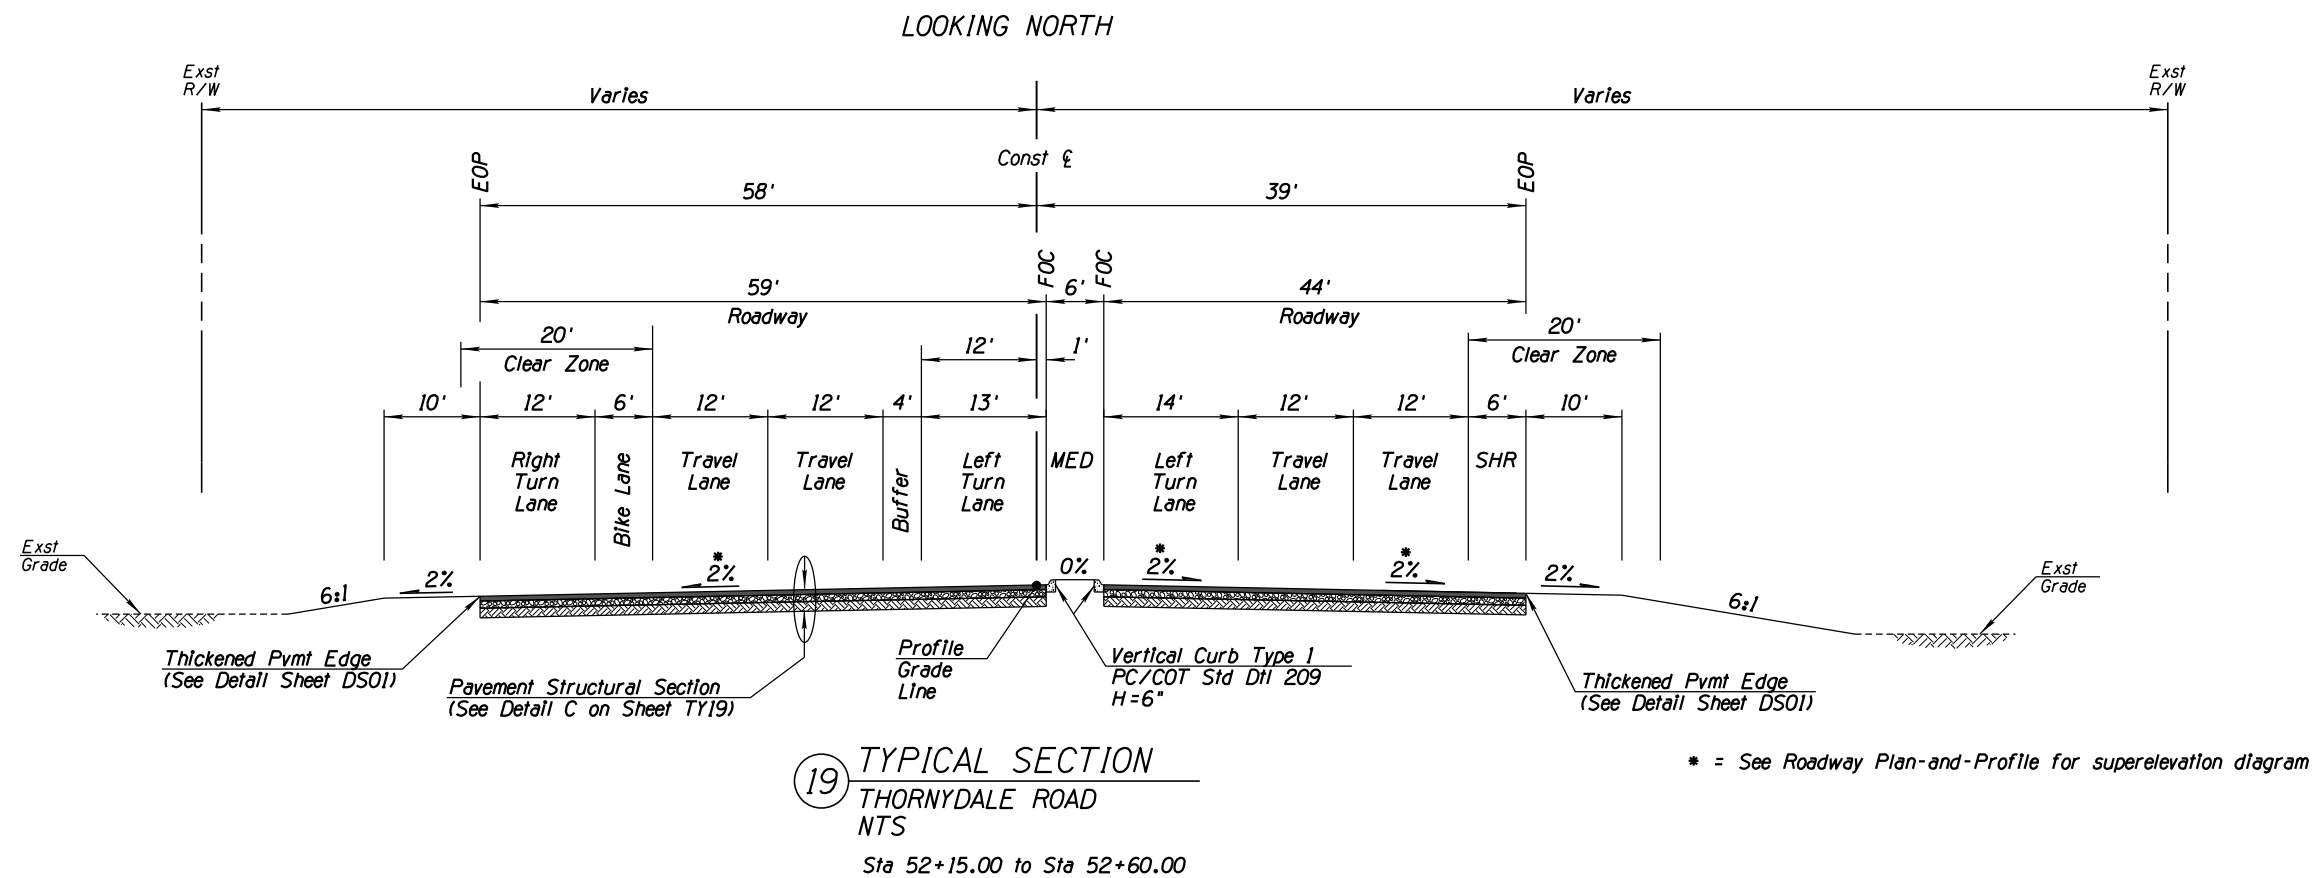 LOOKING NORTH
Exst
R/W
Varies
Varies
Exst
R/W
Const ℄
EOP
58'
39'
EOP
FOC
FOC
59'
6'
44'
Roadway
Roadway
20'
Clear Zone
12'
1'
20'
Clear Zone
10'
12'
6'
12'
12'
4'
13'
14'
12'
12'
6'
10'
Right
Turn
Lane
Bike Lane
Travel
Lane
Travel
Lane
Buffer
Left
Turn
Lane
MED
Left
Turn
Lane
Travel
Lane
Travel
Lane
SHR
Exst
Grade
6:1
2%
*
2%
0%
*
2%
*
2%
2%
6:1
Exst
Grade
Thickened Pvmt Edge
(See Detail Sheet DS01)
Pavement Structural Section
(See Detail C on Sheet TY19)
Profile
Grade
Line
Vertical Curb Type 1
PC/COT Std Dtl 209
H=6"
Thickened Pvmt Edge
(See Detail Sheet DS01)
19
TYPICAL SECTION
THORNYDALE ROAD
NTS
Sta 52+15.00 to Sta 52+60.00
* = See Roadway Plan-and-Profile for superelevation diagram